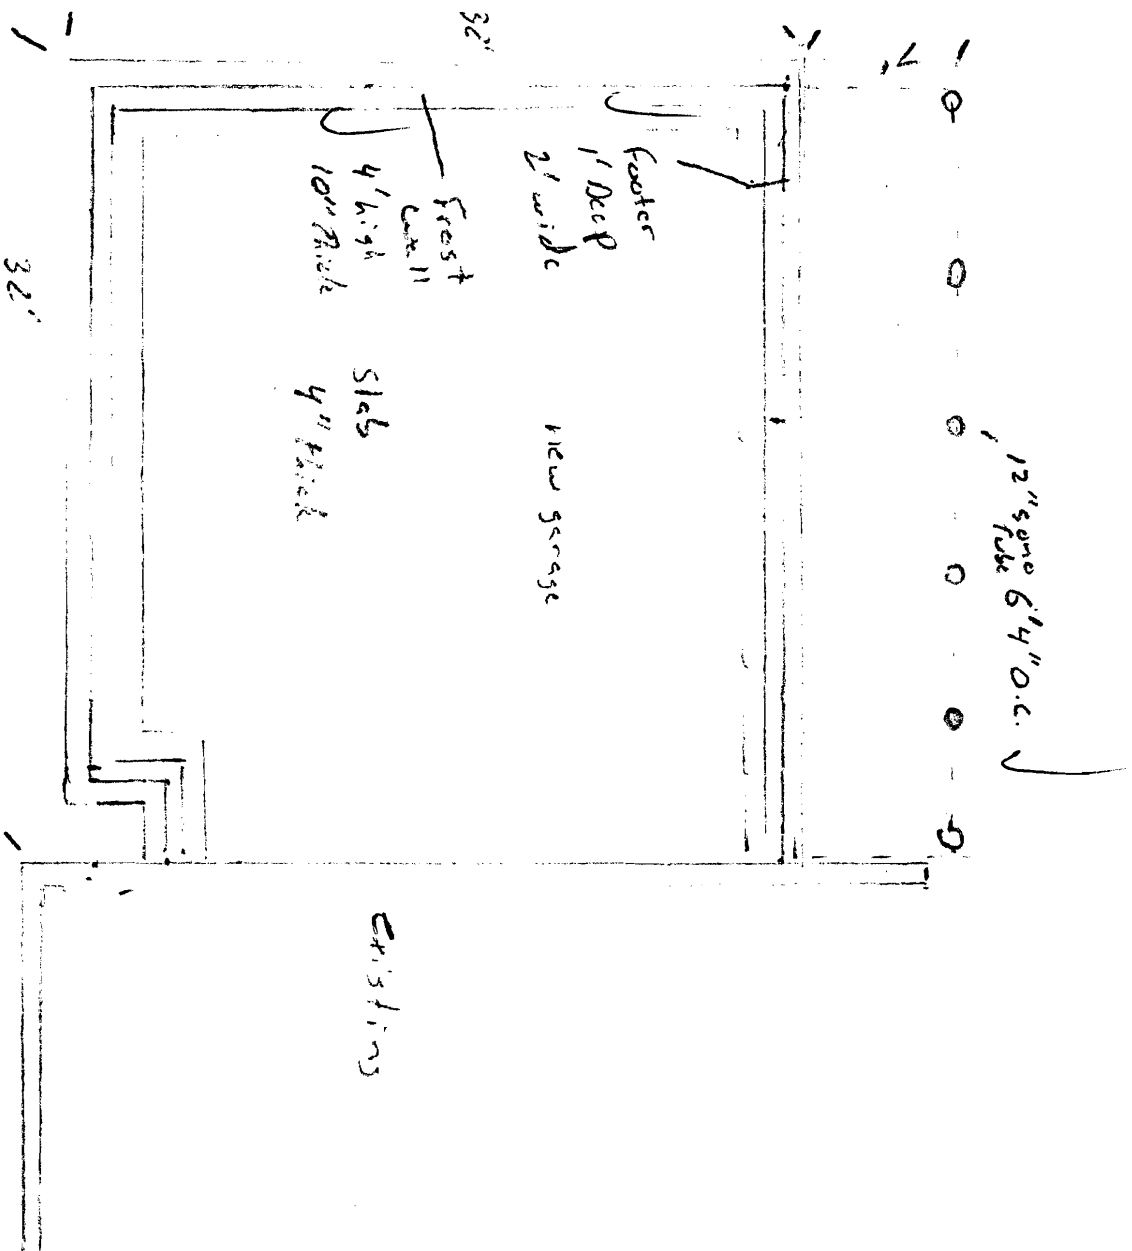 12" sono tube 6'4" O.C.
7'
footer
1' Deep
2' wide
new garage
Frost
wall
4' high
10" Thick
Slab
4" thick
Existing
32'
32'